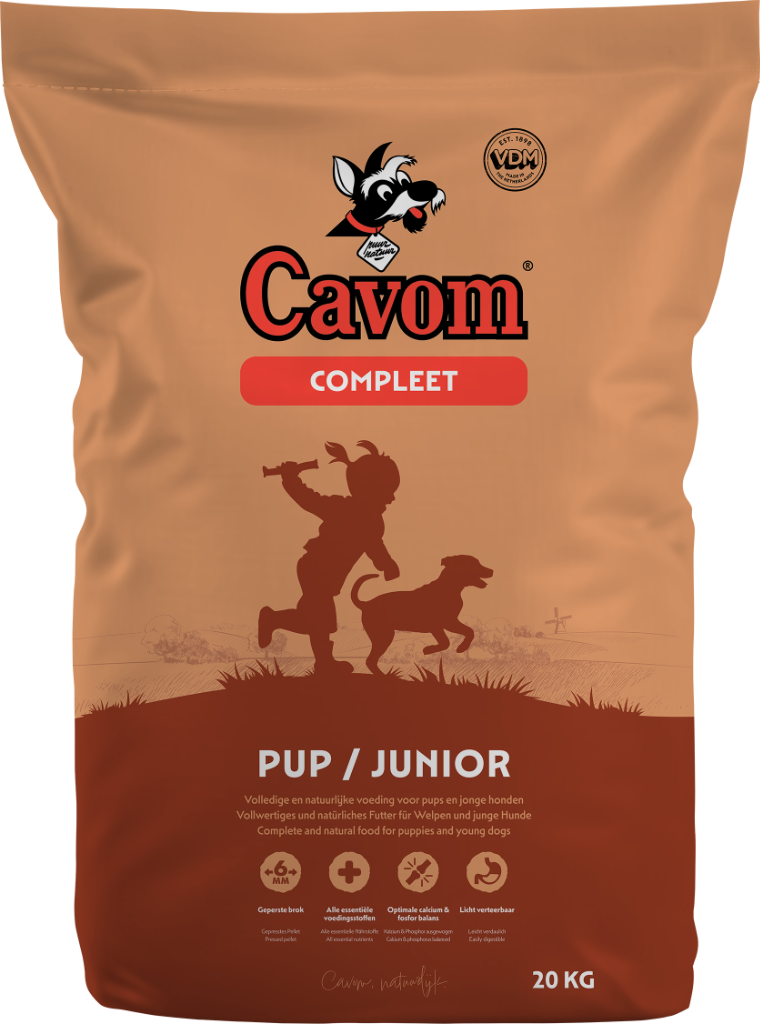 EST. 1898
VDM
MADE IN
THE NETHERLANDS
puur
natuur
Cavom®
COMPLEET
PUP / JUNIOR
Volledige en natuurlijke voeding voor pups en jonge honden
Vollwertiges und natürliches Futter für Welpen und junge Hunde
Complete and natural food for puppies and young dogs
6
MM
Geperste brok
Gepresstes Pellet
Pressed pellet
Alle essentiële
voedingsstoffen
Alle essentielle Nährstoffe
All essential nutrients
Optimale calcium &
fosfor balans
Kalzium & Phosphor ausgewogen
Calcium & phosphorus balanced
Licht verteerbaar
Leicht verdaulich
Easily digestible
Cavom, natuurlijk
20 KG